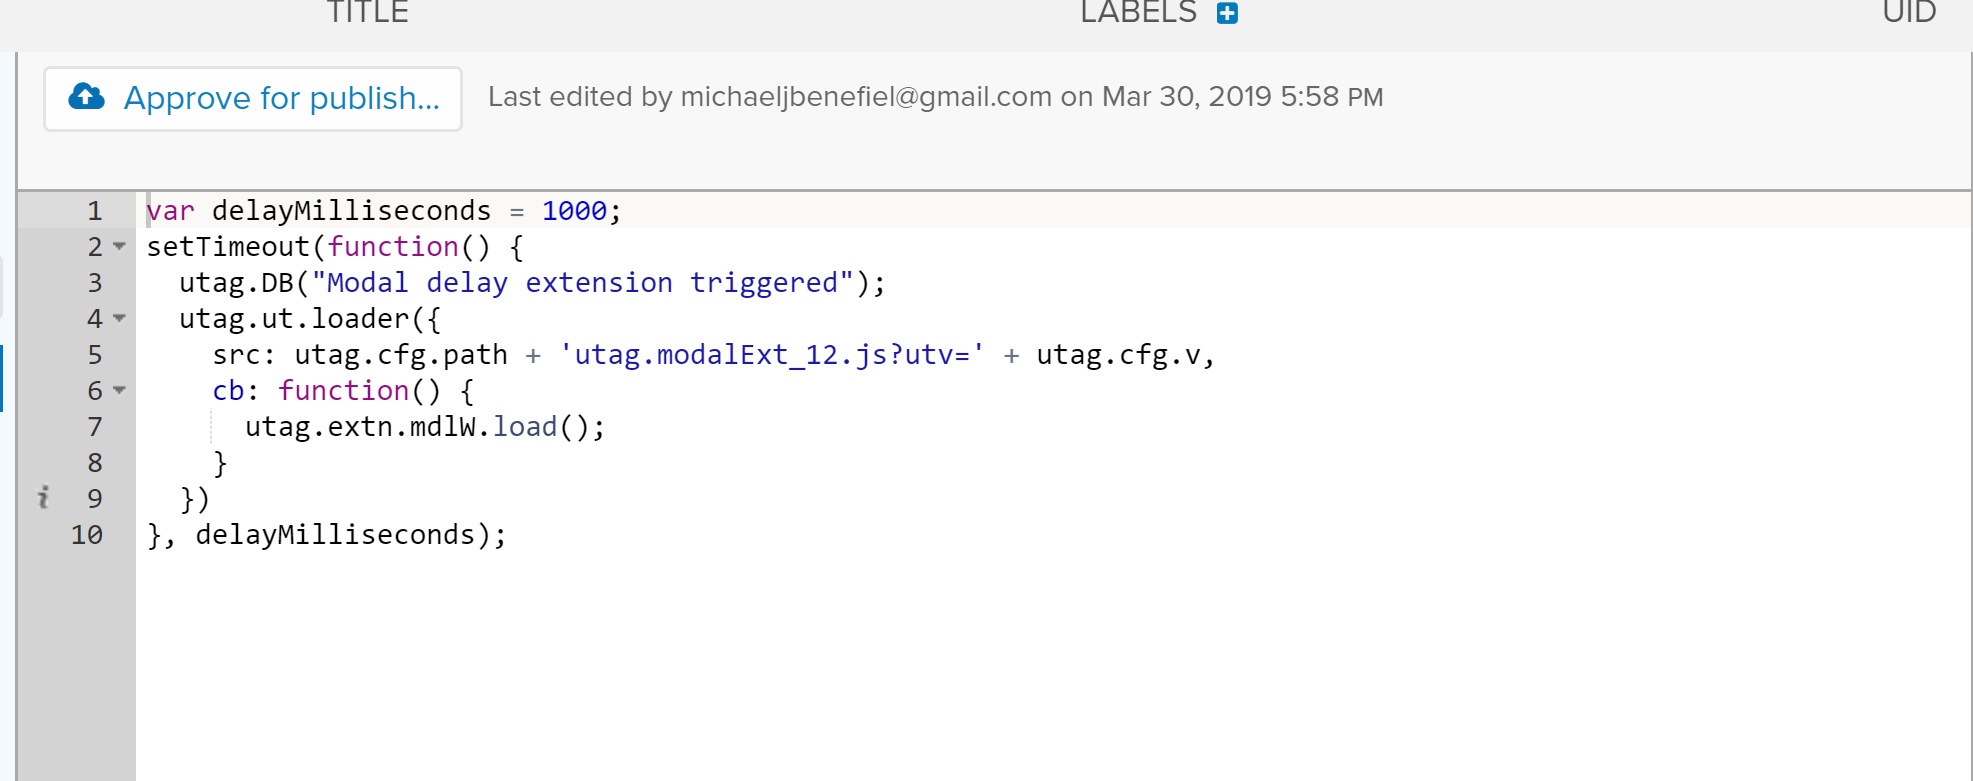 TITLE LABELS UID
Approve for publish... Last edited by michaeljbenefiel@gmail.com on Mar 30, 2019 5:58 PM
1 var delayMilliseconds = 1000;
2 setTimeout(function() {
3   utag.DB("Modal delay extension triggered");
4   utag.ut.loader({
5     src: utag.cfg.path + 'utag.modalExt_12.js?utv=' + utag.cfg.v,
6     cb: function() {
7       utag.extn.mdlW.load();
8     }
i 9   })
10 }, delayMilliseconds);